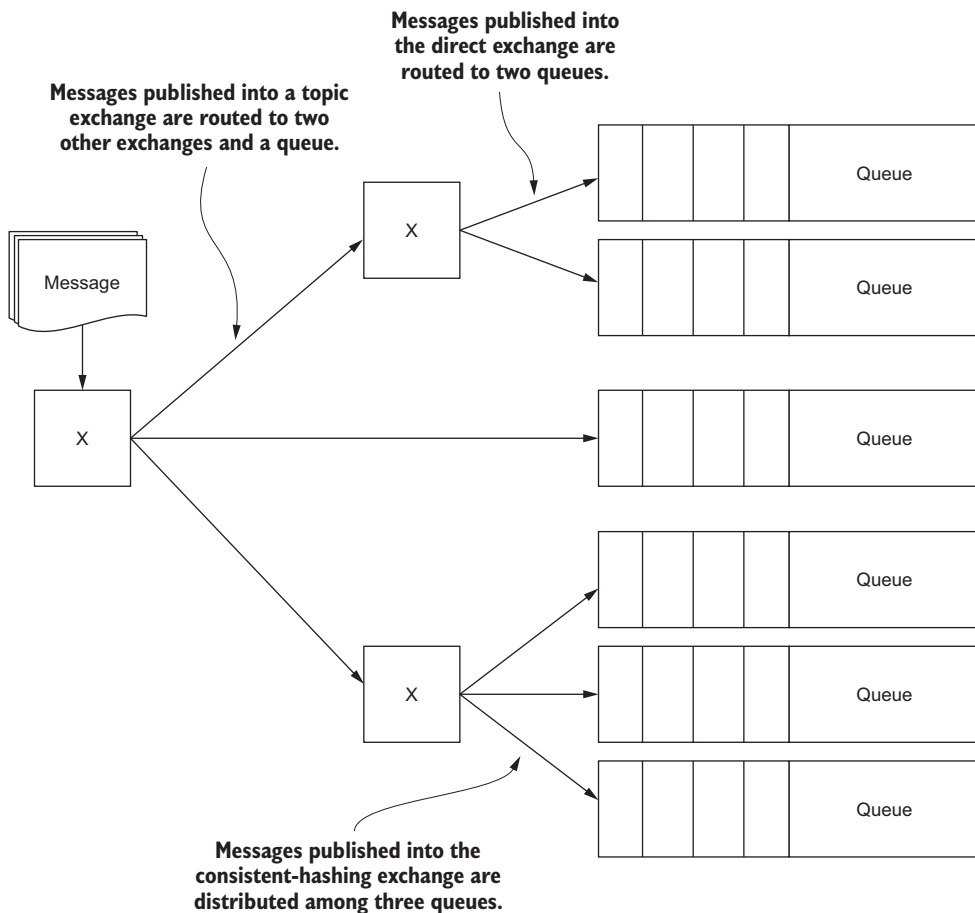 Messages published into
the direct exchange are
routed to two queues.
Messages published into a topic
exchange are routed to two
other exchanges and a queue.
Queue
X
Message
Queue
X
Queue
Queue
X
Queue
Queue
Messages published into the
consistent-hashing exchange are
distributed among three queues.